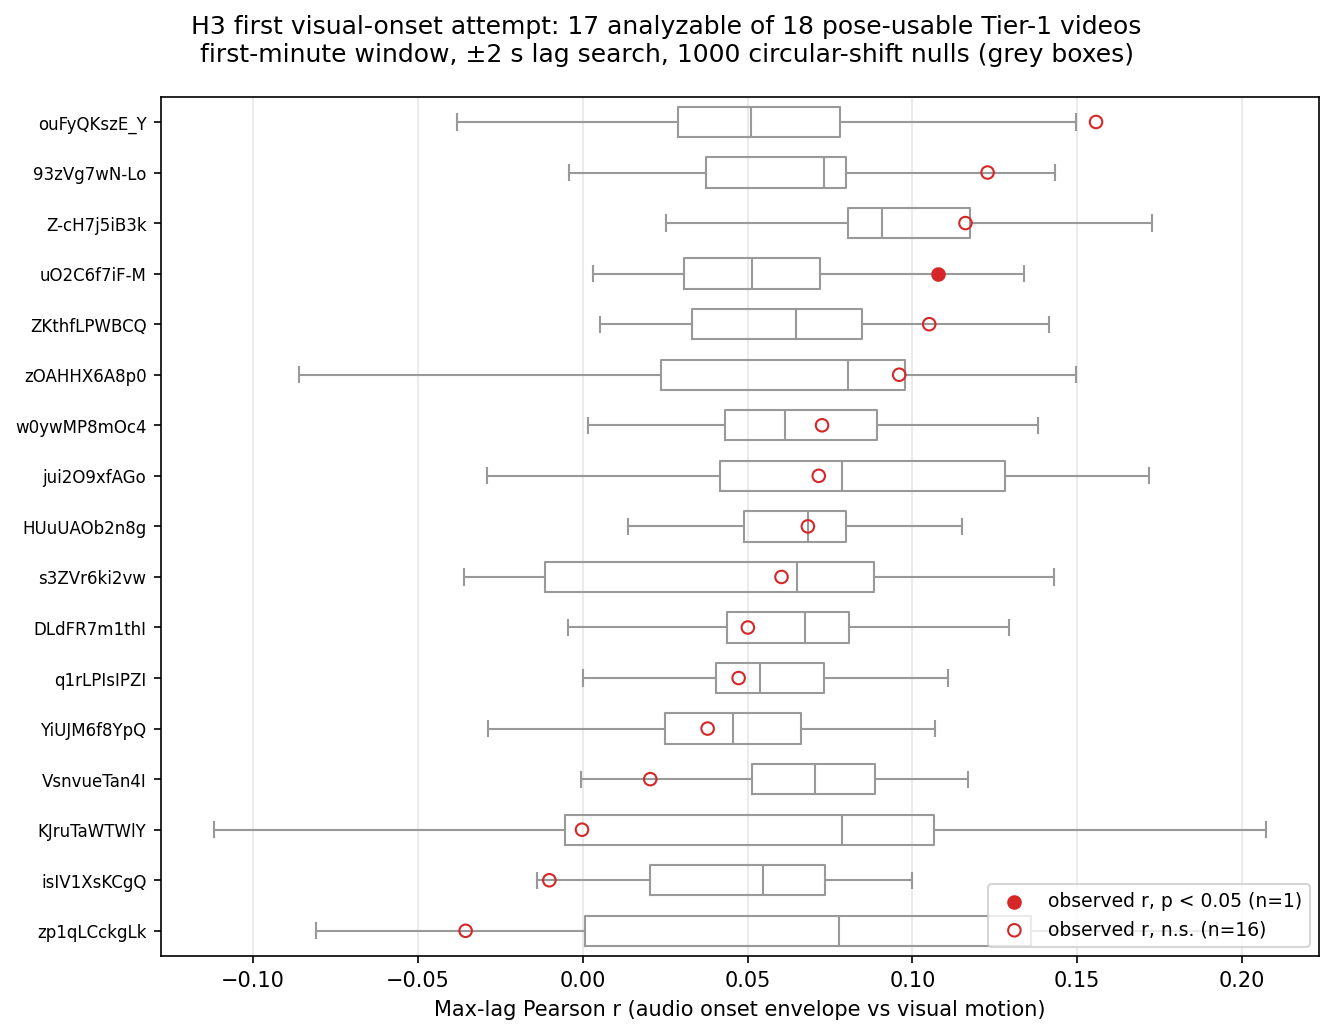 H3 first visual-onset attempt: 17 analyzable of 18 pose-usable Tier-1 videos
first-minute window, ±2 s lag search, 1000 circular-shift nulls (grey boxes)
ouFyQKszE_Y
93zVg7wN-Lo
Z-cH7j5iB3k
uO2C6f7iF-M
ZKthfLPWBCQ
zOAHHX6A8p0
w0ywMP8mOc4
jui2O9xfAGo
HUuUAOb2n8g
s3ZVr6ki2vw
DLdFR7m1thI
q1rLPIsIPZI
YiUJM6f8YpQ
VsnvueTan4I
KJruTaWTWlY
isIV1XsKCgQ
zp1qLCckgLk
observed r, p < 0.05 (n=1)
observed r, n.s. (n=16)
−0.10 −0.05 0.00 0.05 0.10 0.15 0.20
Max-lag Pearson r (audio onset envelope vs visual motion)